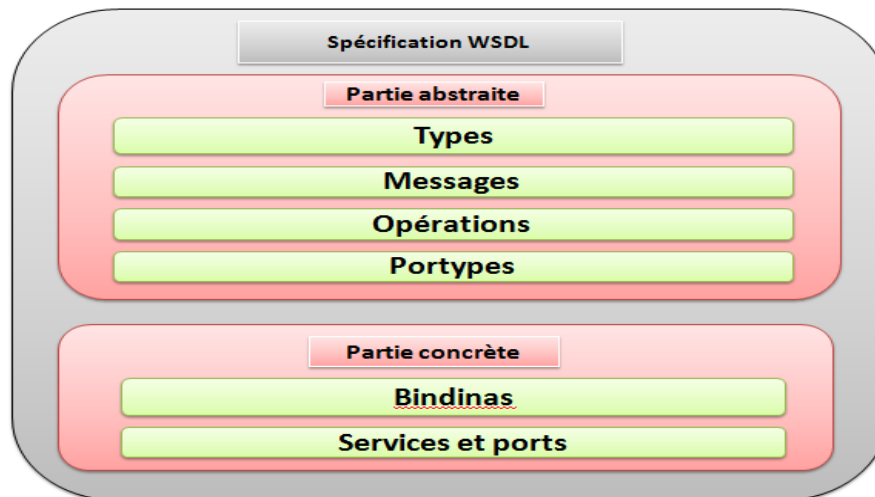 Spécification WSDL
Partie abstraite
Types
Messages
Opérations
Portypes
Partie concrète
Bindinas
Services et ports